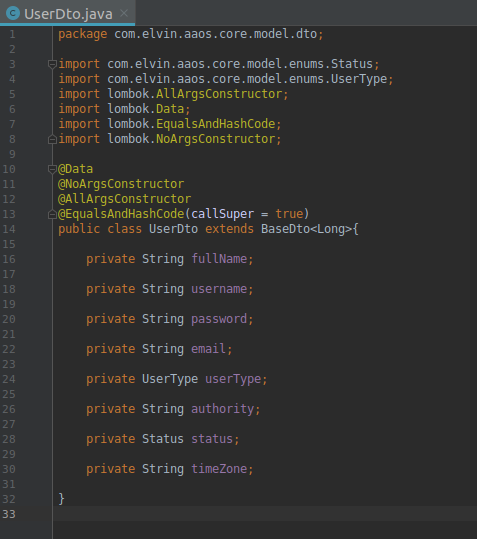 UserDto.java
1 package com.elvin.aaos.core.model.dto;
2
3 import com.elvin.aaos.core.model.enums.Status;
4 import com.elvin.aaos.core.model.enums.UserType;
5 import lombok.AllArgsConstructor;
6 import lombok.Data;
7 import lombok.EqualsAndHashCode;
8 import lombok.NoArgsConstructor;
9
10 @Data
11 @NoArgsConstructor
12 @AllArgsConstructor
13 @EqualsAndHashCode(callSuper = true)
14 public class UserDto extends BaseDto<Long>{
15
16     private String fullName;
17
18     private String username;
19
20     private String password;
21
22     private String email;
23
24     private UserType userType;
25
26     private String authority;
27
28     private Status status;
29
30     private String timeZone;
31
32 }
33